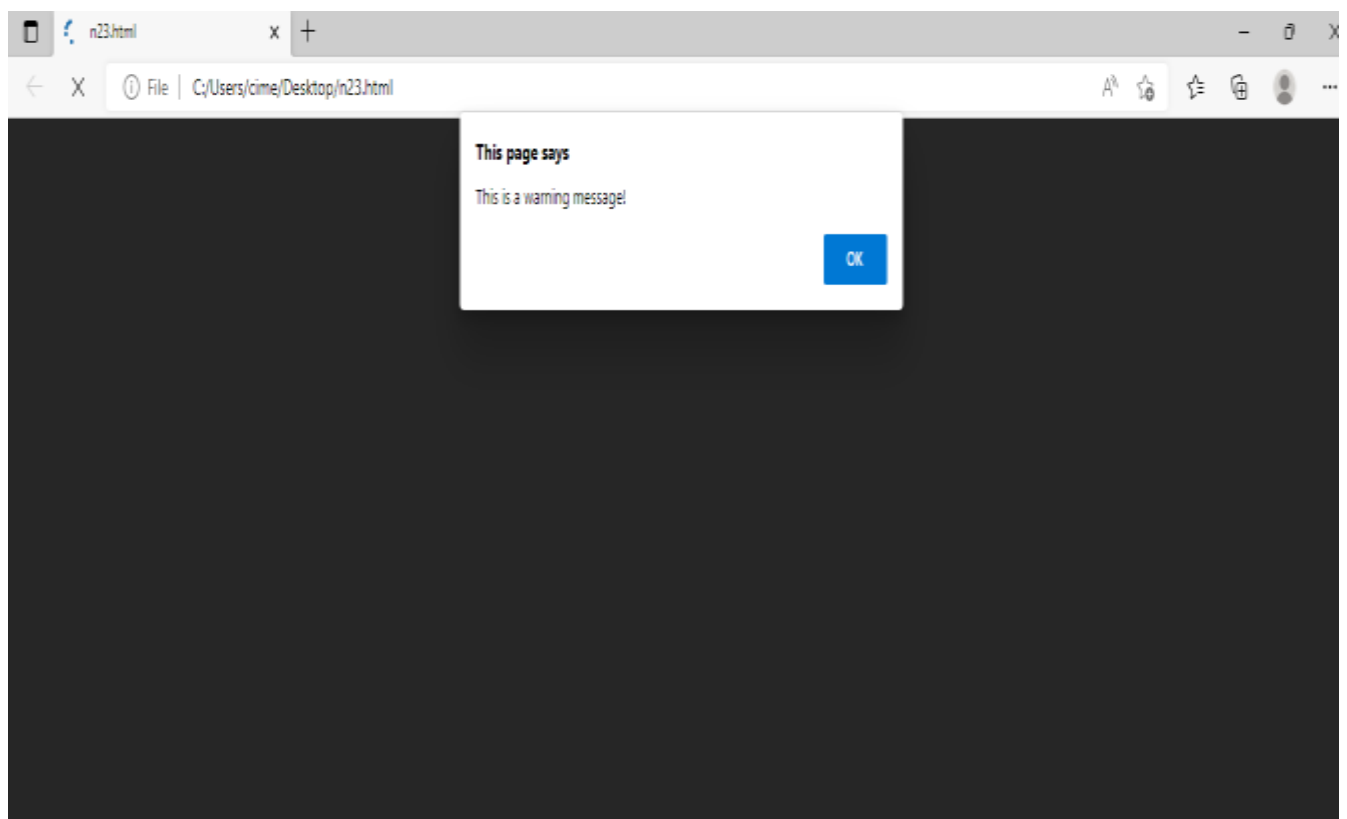 n23.html
File C:/Users/cime/Desktop/n23.html
This page says
This is a warning message!
OK